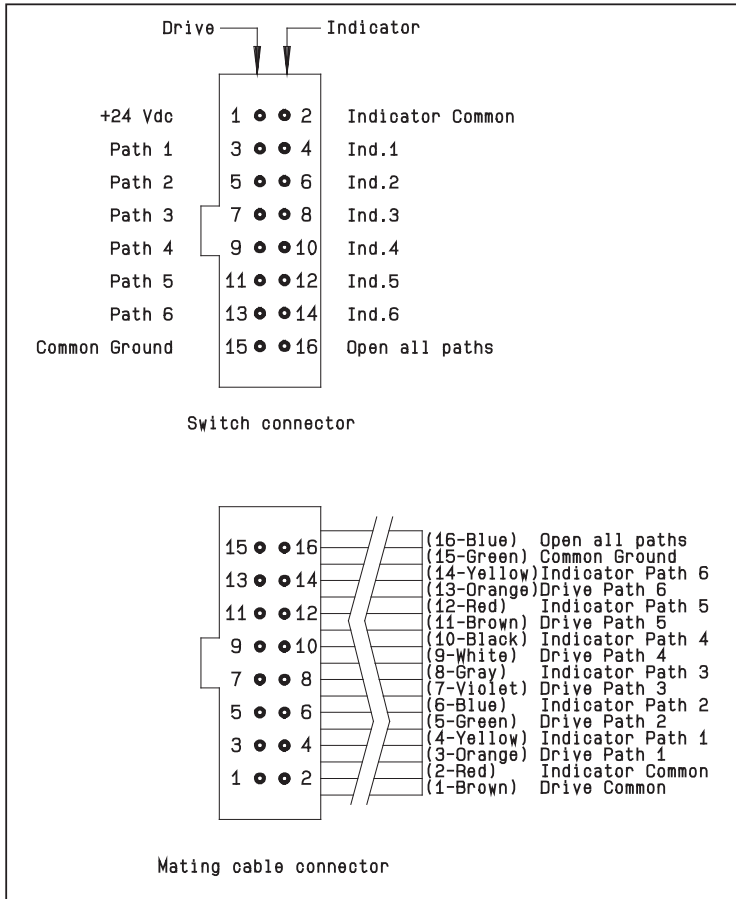 Drive Indicator
+24 Vdc 1 2 Indicator Common
Path 1 3 4 Ind.1
Path 2 5 6 Ind.2
Path 3 7 8 Ind.3
Path 4 9 10 Ind.4
Path 5 11 12 Ind.5
Path 6 13 14 Ind.6
Common Ground 15 16 Open all paths
Switch connector
15 16
13 14
11 12
9 10
7 8
5 6
3 4
1 2
(16-Blue) Open all paths
(15-Green) Common Ground
(14-Yellow) Indicator Path 6
(13-Orange) Drive Path 6
(12-Red) Indicator Path 5
(11-Brown) Drive Path 5
(10-Black) Indicator Path 4
(9-White) Drive Path 4
(8-Gray) Indicator Path 3
(7-Violet) Drive Path 3
(6-Blue) Indicator Path 2
(5-Green) Drive Path 2
(4-Yellow) Indicator Path 1
(3-Orange) Drive Path 1
(2-Red) Indicator Common
(1-Brown) Drive Common
Mating cable connector